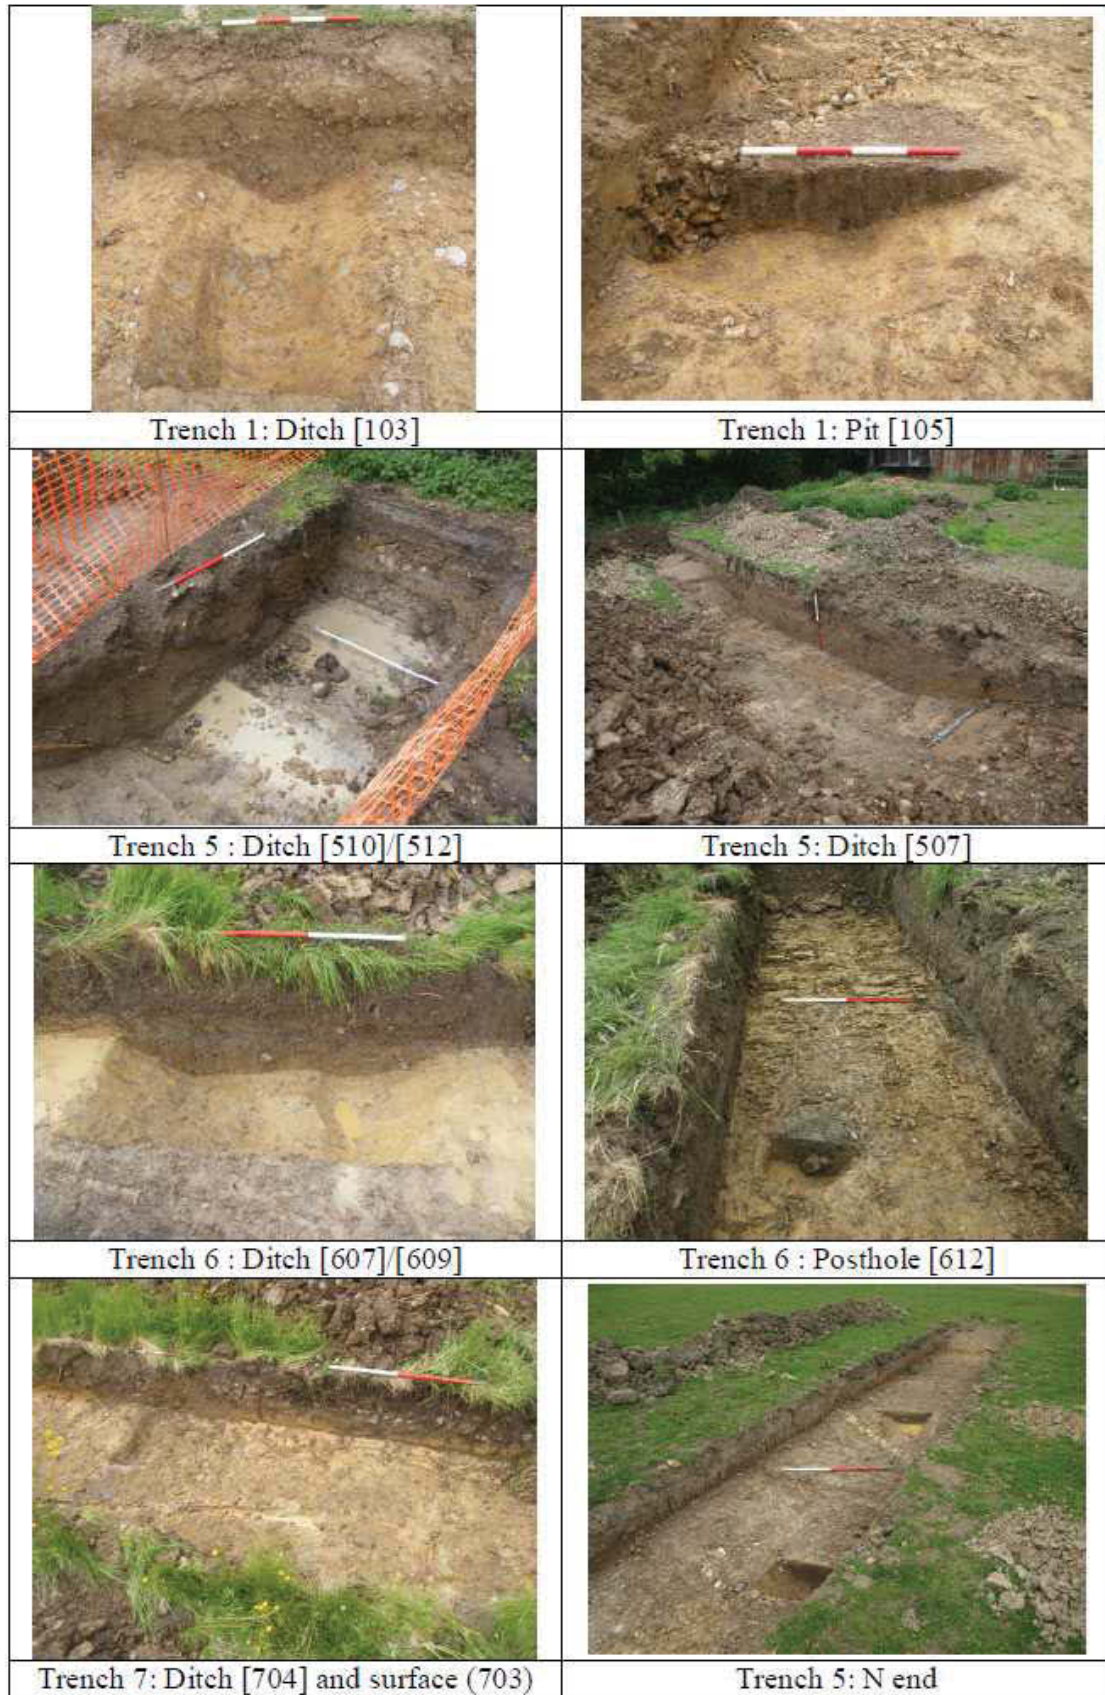 Trench 1: Ditch [103]
Trench 1: Pit [105]
Trench 5 : Ditch [510]/[512]
Trench 5: Ditch [507]
Trench 6 : Ditch [607]/[609]
Trench 6 : Posthole [612]
Trench 7: Ditch [704] and surface (703)
Trench 5: N end